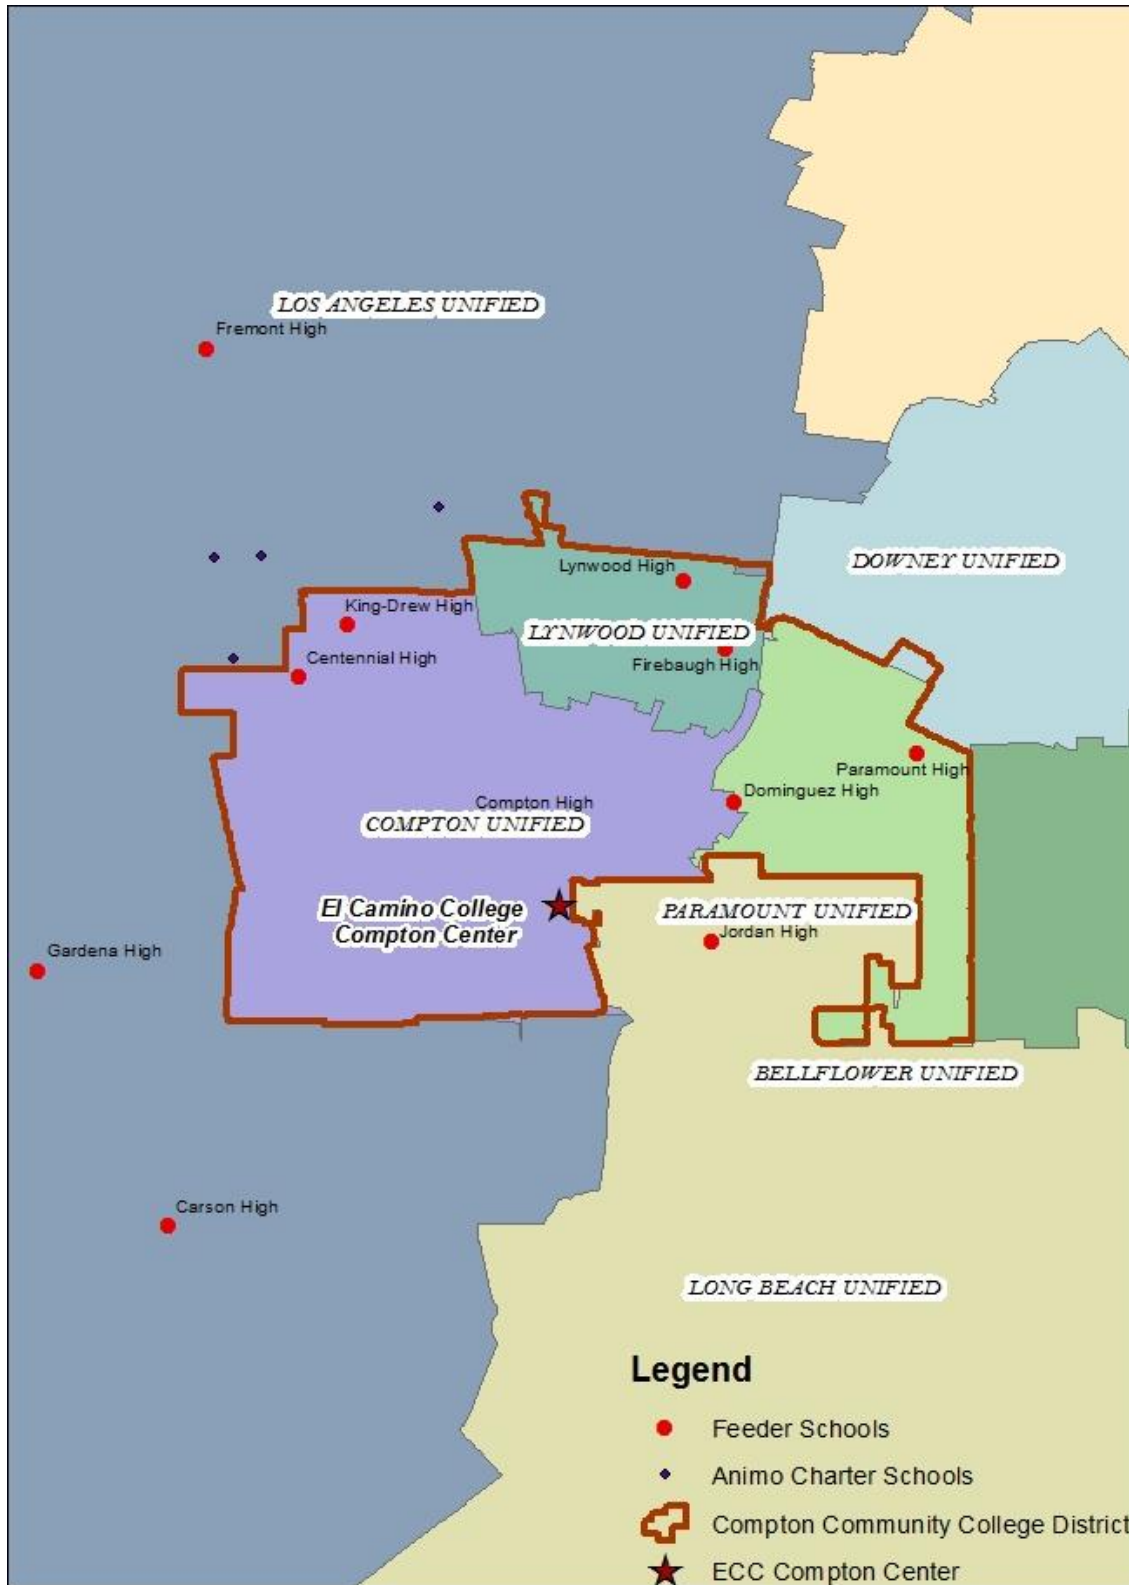 LOS ANGELES UNIFIED
Fremont High
DOWNEY UNIFIED
Lynwood High
King-Drew High
LYNWOOD UNIFIED
Centennial High
Firebaugh High
Paramount High
Dominguez High
Compton High
COMPTON UNIFIED
El Camino College
Compton Center
PARAMOUNT UNIFIED
Jordan High
Gardena High
BELLFLOWER UNIFIED
Carson High
LONG BEACH UNIFIED
Legend
Feeder Schools
Animo Charter Schools
Compton Community College District
ECC Compton Center